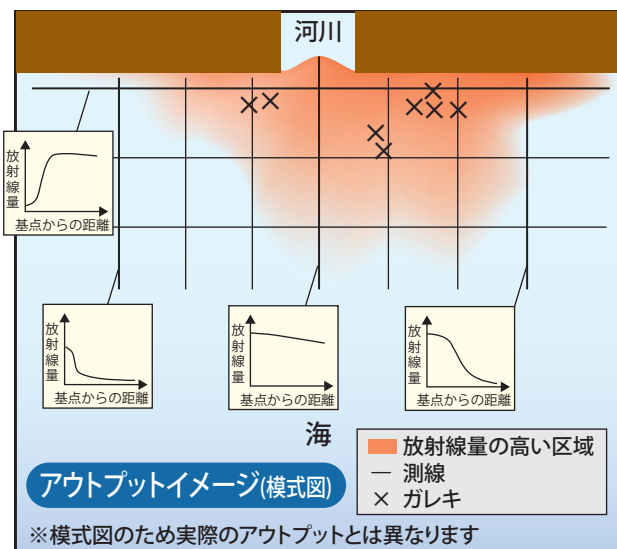 河川
放射線量
基点からの距離
放射線量
基点からの距離
放射線量
基点からの距離
放射線量
基点からの距離
海
放射線量の高い区域
測線
ガレキ
アウトプットイメージ(模式図)
※模式図のため実際のアウトプットとは異なります